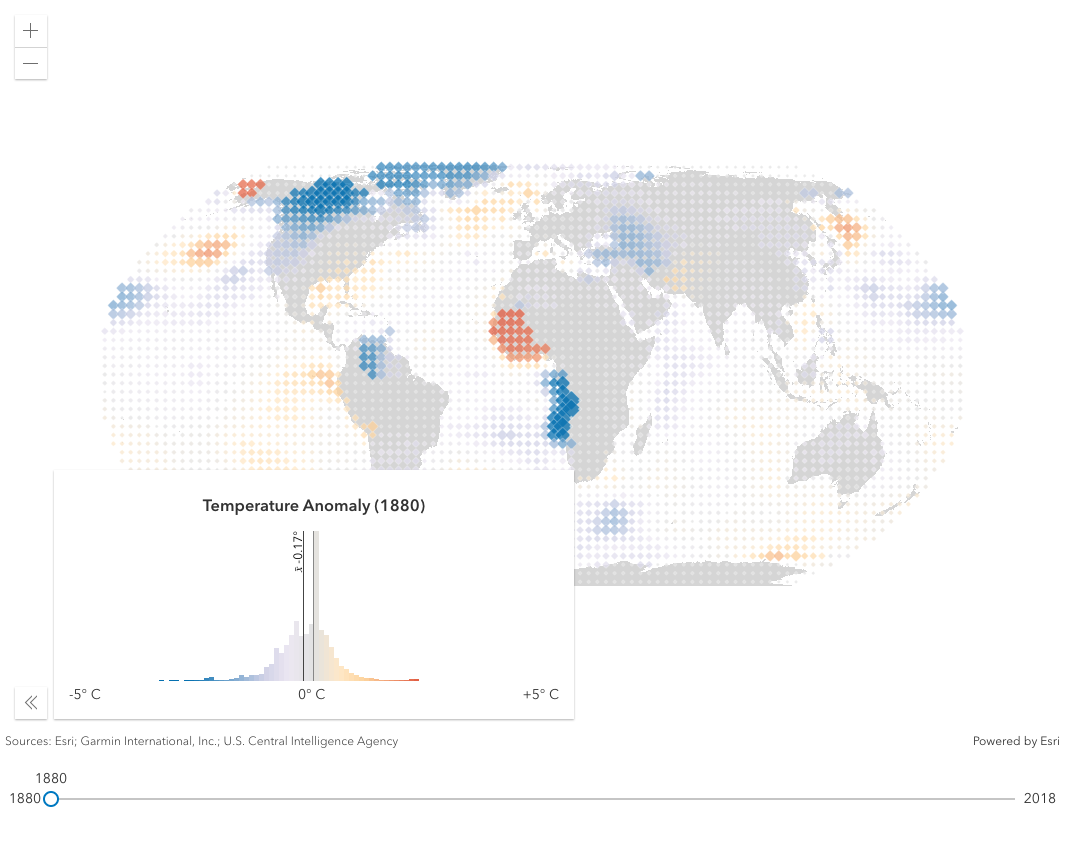 Temperature Anomaly (1880)
x̄ -0.17°
-5° C
0° C
+5° C
Sources: Esri; Garmin International, Inc.; U.S. Central Intelligence Agency
Powered by Esri
1880
1880
2018